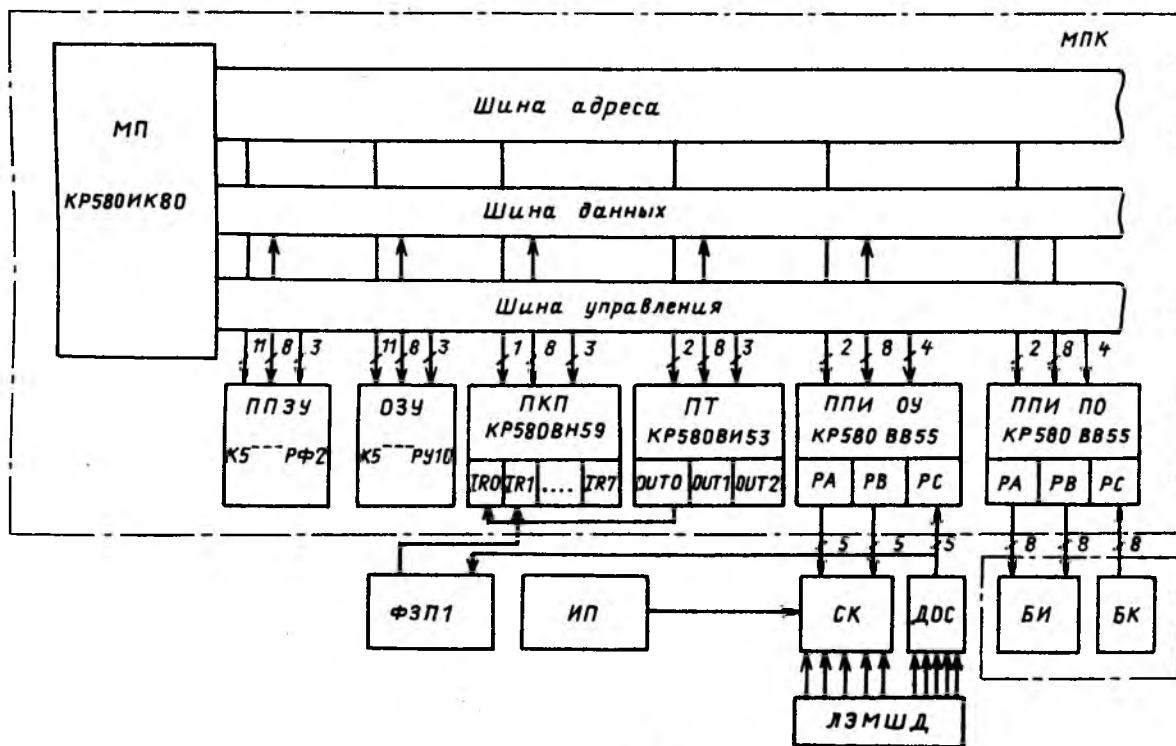 МПК
МП
КР580ИК80
Шина адреса
Шина данных
Шина управления
11 8 3
11 8 3
1 8 3
2 8 3
2 8 4
2 8 4
ППЗУ
К5---РФ2
ОЗУ
К5---РУ10
ПКП
КР580ВН59
IR0 IR1 .... IR7
ПТ
КР580ВИ53
OUT0 OUT1 OUT2
ППИ ОУ
КР580 ВВ55
PA PB PC
ППИ ПО
КР580 ВВ55
PA PB PC
5 5 5
8 8 8
ФЗП1
ИП
СК
ДОС
БИ
БК
ЛЭМШД